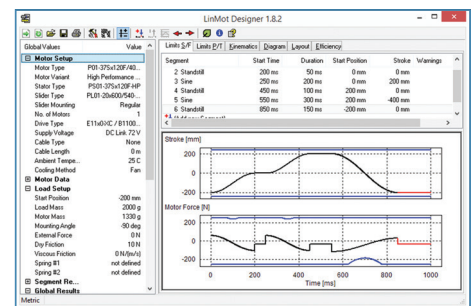 LinMot Designer 1.8.2
Global Values Value
Motor Setup
Motor Type P01-37Sx120F/40...
Motor Variant High Performance ...
Stator Type PS01-37Sx120F-HP
Slider Type PL01-20x600/540-...
Slider Mounting Regular
No. of Motors 1
Drive Type E11x0-XC / B1100...
Supply Voltage DC Link 72 V
Cable Type None
Cable Length 0 m
Ambient Tempe... 25 C
Cooling Method Fan
Motor Data
Load Setup
Start Position -200 mm
Load Mass 2000 g
Motor Mass 1330 g
Mounting Angle -90 deg
External Force 0 N
Dry Friction 10 N
Viscous Friction 0 N/(m/s)
Spring #1 not defined
Spring #2 not defined
Segment Re...
Global Results
Metric
Limits S/F Limits P/T Kinematics Diagram Layout Efficiency
Segment Start Time Duration Start Position Stroke Warnings
2 Standstill 200 ms 50 ms 0 mm 0 mm
3 Sine 250 ms 200 ms 0 mm 200 mm
4 Standstill 450 ms 100 ms 200 mm 0 mm
5 Sine 550 ms 300 ms 200 mm -400 mm
6 Standstill 850 ms 150 ms -200 mm 0 mm
Stroke [mm]
200
0
-200
Motor Force [N]
200
0
-200
0 200 400 600 800 1000
Time [ms]